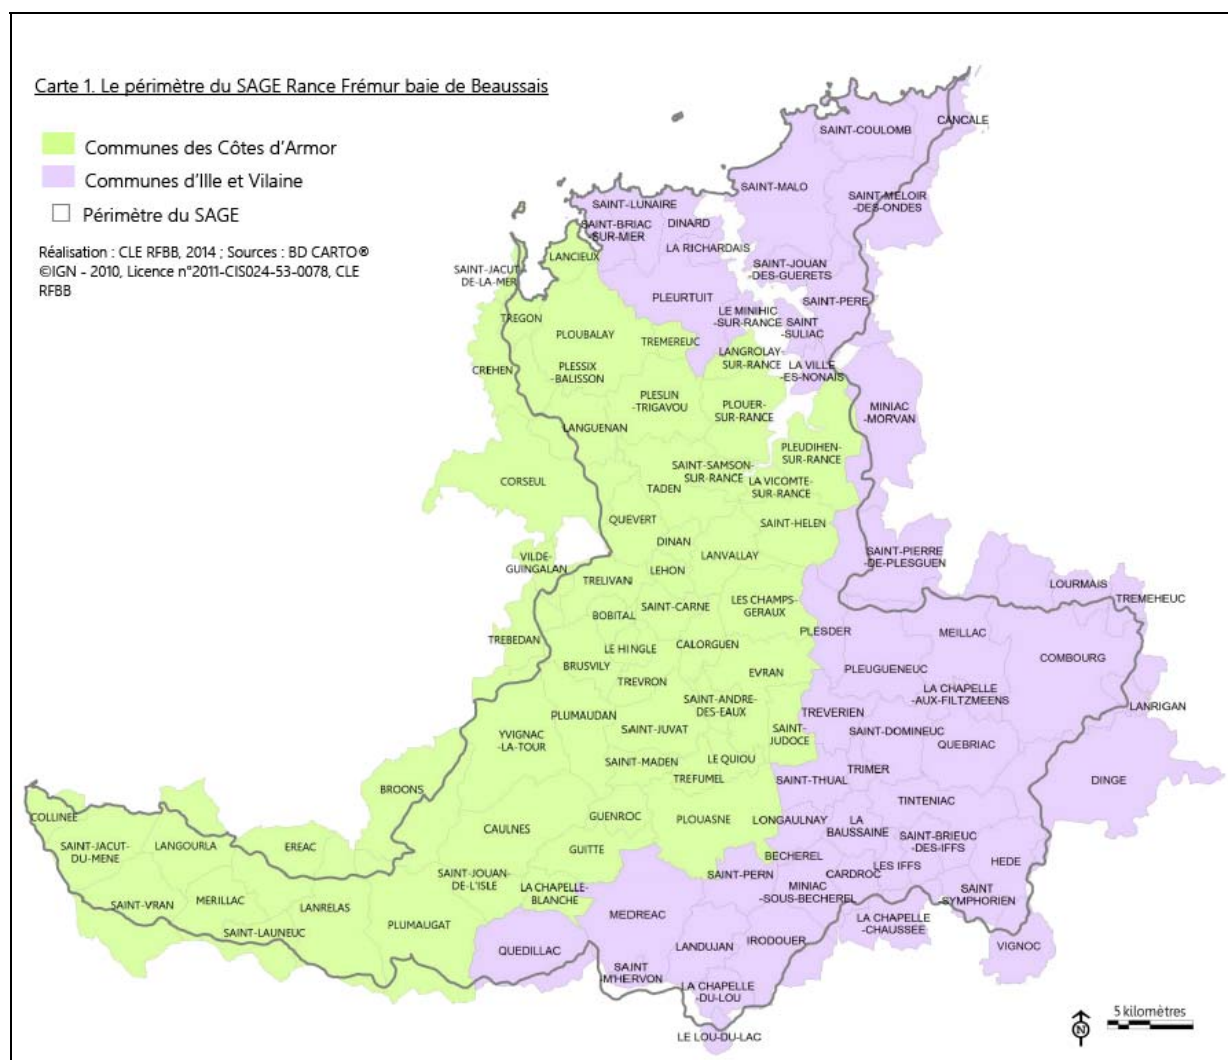 Carte 1. Le périmètre du SAGE Rance Frémur baie de Beaussais
Communes des Côtes d'Armor
Communes d'Ille et Vilaine
Périmètre du SAGE
Réalisation : CLE RFBB, 2014 ; Sources : BD CARTO®
©IGN - 2010, Licence n°2011-CIS024-53-0078, CLE
RFBB
CANCALE
SAINT-COULOMB
SAINT-MALO
SAINT-MELOIR
-DES-ONDES
SAINT-LUNAIRE
SAINT-BRIAC
-SUR-MER
DINARD
LA RICHARDAIS
LANCIEUX
SAINT-JACUT
-DE-LA-MER
SAINT-JOUAN
-DES-GUERETS
PLEURTUIT
SAINT-PERE
LE MINIHIC
-SUR-RANCE
SAINT
-SULIAC
TREGON
PLOUBALAY
TREMEREUC
LANGROLAY
-SUR-RANCE
LA VILLE
-ES-NONAIS
CREHEN
PLESSIX
-BALISSON
PLESLIN
-TRIGAVOU
PLOUER-
SUR-RANCE
MINIAC
-MORVAN
LANGUENAN
PLEUDIHEN-
SUR-RANCE
CORSEUL
SAINT-SAMSON-
SUR-RANCE
TADEN
LA VICOMTE-
SUR-RANCE
QUEVERT
SAINT-HELEN
DINAN
LANVALLAY
VILDE-
GUINGALAN
SAINT-PIERRE
-DE-PLESGUEN
LEHON
TRELIVAN
LOURMAIS
TREMEHEUC
BOBITAL
SAINT-CARNE
LES CHAMPS-
GERAUX
TREBEDAN
PLESDER
MEILLAC
LE HINGLE
CALORGUEN
COMBOURG
BRUSVILY
EVRAN
PLEUGUENEUC
TREVRON
LA CHAPELLE
-AUX-FILTZMEENS
SAINT-ANDRE-
DES-EAUX
LANRIGAN
PLUMAUDAN
TREVERIEN
YVIGNAC
-LA-TOUR
SAINT-JUVAT
SAINT-
JUDOCE
SAINT-DOMINEUC
QUEBRIAC
SAINT-MADEN
LE QUIOU
TREFUMEL
SAINT-THUAL
TRIMER
DINGE
BROONS
TINTENIAC
COLLINEE
GUENROC
PLOUASNE
LONGAULNAY
LA
BAUSSAINE
CAULNES
SAINT-BRIEUC
-DES-IFFS
SAINT-JACUT-
DU-MENE
LANGOURLA
EREAC
GUITTE
BECHEREL
LES IFFS
HEDE
SAINT-JOUAN-
DE-L'ISLE
SAINT-PERN
CARDROC
LA CHAPELLE-
BLANCHE
MINIAC
-SOUS-BECHEREL
SAINT
-SYMPHORIEN
SAINT-VRAN
MERILLAC
LANRELAS
MEDREAC
LA CHAPELLE
-CHAUSSEE
PLUMAUGAT
SAINT-LAUNEUC
QUEDILLAC
LANDUJAN
IRODOUER
VIGNOC
SAINT
-M'HERVON
LA CHAPELLE
-DU-LOU
LE LOU-DU-LAC
N
5 kilomètres